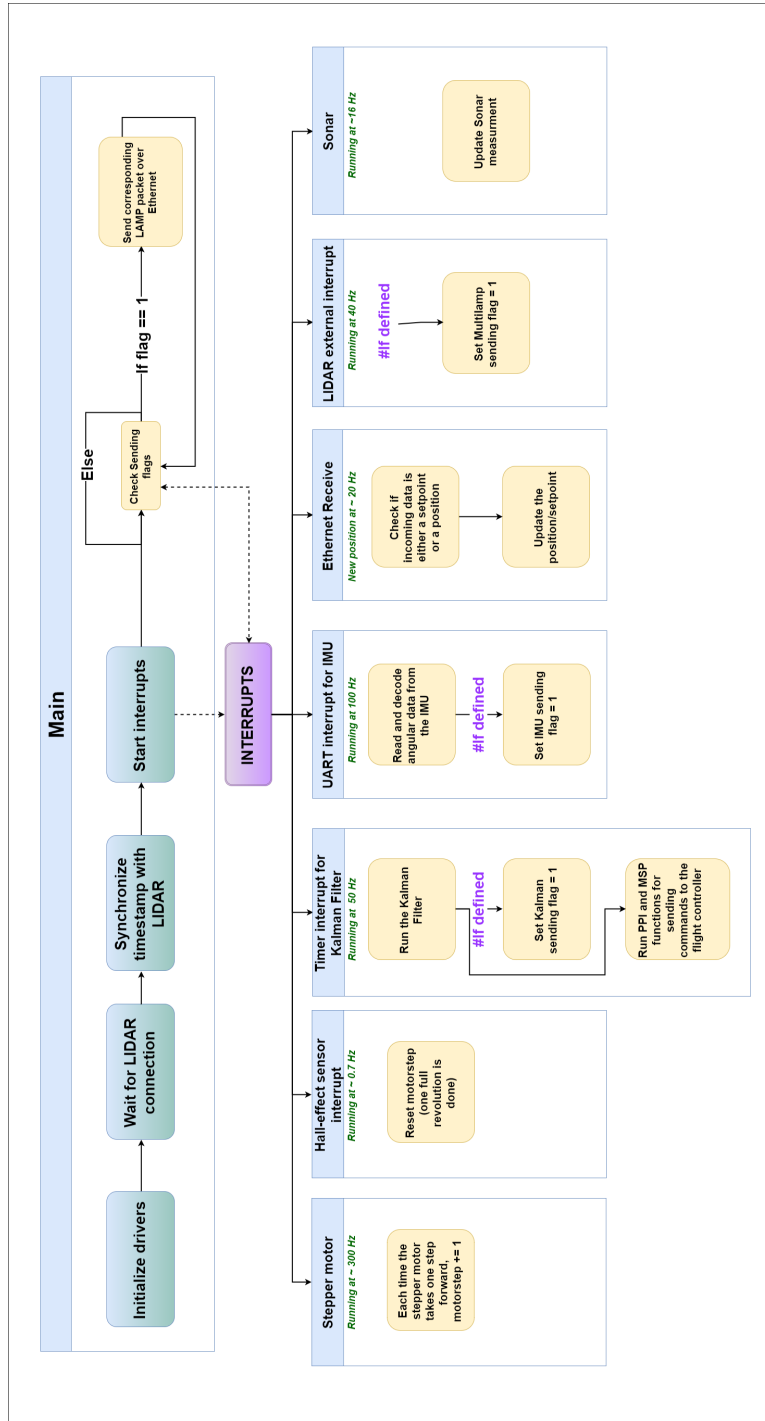 Main
Initialize drivers
Wait for LIDAR
connection
Synchronize
timestamp with
LIDAR
Start interrupts
Else
Check Sending
flags
If flag == 1
Send corresponding
LAMP packet over
Ethernet
INTERRUPTS
Stepper motor
Running at ~ 300 Hz
Each time the
stepper motor
takes one step
forward,
motorstep += 1
Hall-effect sensor
interrupt
Running at ~ 0.7 Hz
Reset motorstep
(one full
revolution is
done)
Timer interrupt for
Kalman Filter
Running at 50 Hz
Run the Kalman
Filter
#If defined
Set Kalman
sending flag = 1
Run PPI and MSP
functions for
sending
commands to the
flight controller
UART interrupt for IMU
Running at 100 Hz
Read and decode
angular data from
the IMU
#If defined
Set IMU sending
flag = 1
Ethernet Receive
New position at ~ 20 Hz
Check if
incoming data is
either a setpoint
or a position
Update the
position/setpoint
LIDAR external interrupt
Running at 40 Hz
#If defined
Set Multilamp
sending flag = 1
Sonar
Running at ~16 Hz
Update Sonar
measurment